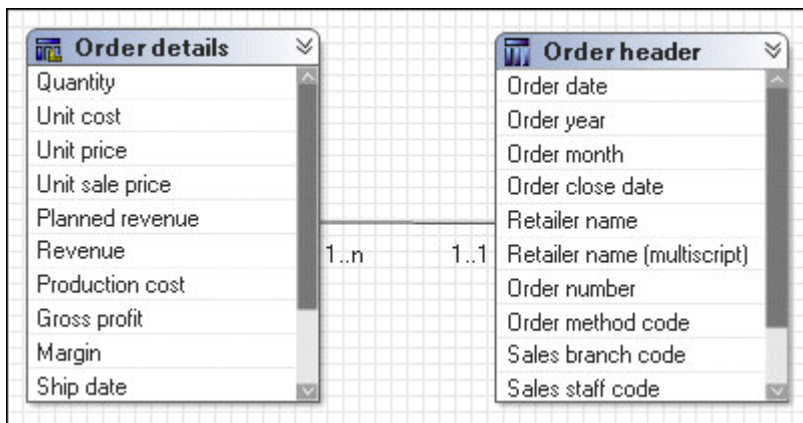 Order details
Quantity
Unit cost
Unit price
Unit sale price
Planned revenue
Revenue
Production cost
Gross profit
Margin
Ship date
1..n
1..1
Order header
Order date
Order year
Order month
Order close date
Retailer name
Retailer name (multiscript)
Order number
Order method code
Sales branch code
Sales staff code